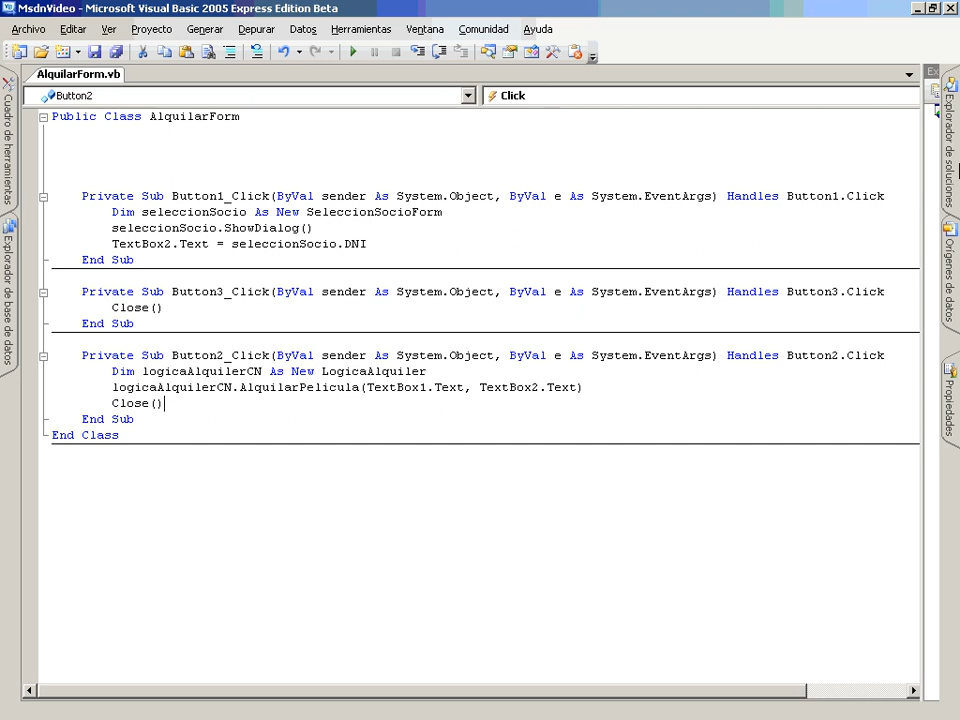 MsdnVideo - Microsoft Visual Basic 2005 Express Edition Beta
Archivo Editar Ver Proyecto Generar Depurar Datos Herramientas Ventana Comunidad Ayuda
AlquilarForm.vb
Ex
Button2
Click
Public Class AlquilarForm
Private Sub Button1_Click(ByVal sender As System.Object, ByVal e As System.EventArgs) Handles Button1.Click
Dim seleccionSocio As New SeleccionSocioForm
seleccionSocio.ShowDialog()
TextBox2.Text = seleccionSocio.DNI
End Sub
Private Sub Button3_Click(ByVal sender As System.Object, ByVal e As System.EventArgs) Handles Button3.Click
Close()
End Sub
Private Sub Button2_Click(ByVal sender As System.Object, ByVal e As System.EventArgs) Handles Button2.Click
Dim logicaAlquilerCN As New LogicaAlquiler
logicaAlquilerCN.AlquilarPelicula(TextBox1.Text, TextBox2.Text)
Close()
End Sub
End Class
Cuadro de herramientas
Explorador de base de datos
Explorador de soluciones
Orígenes de datos
Propiedades